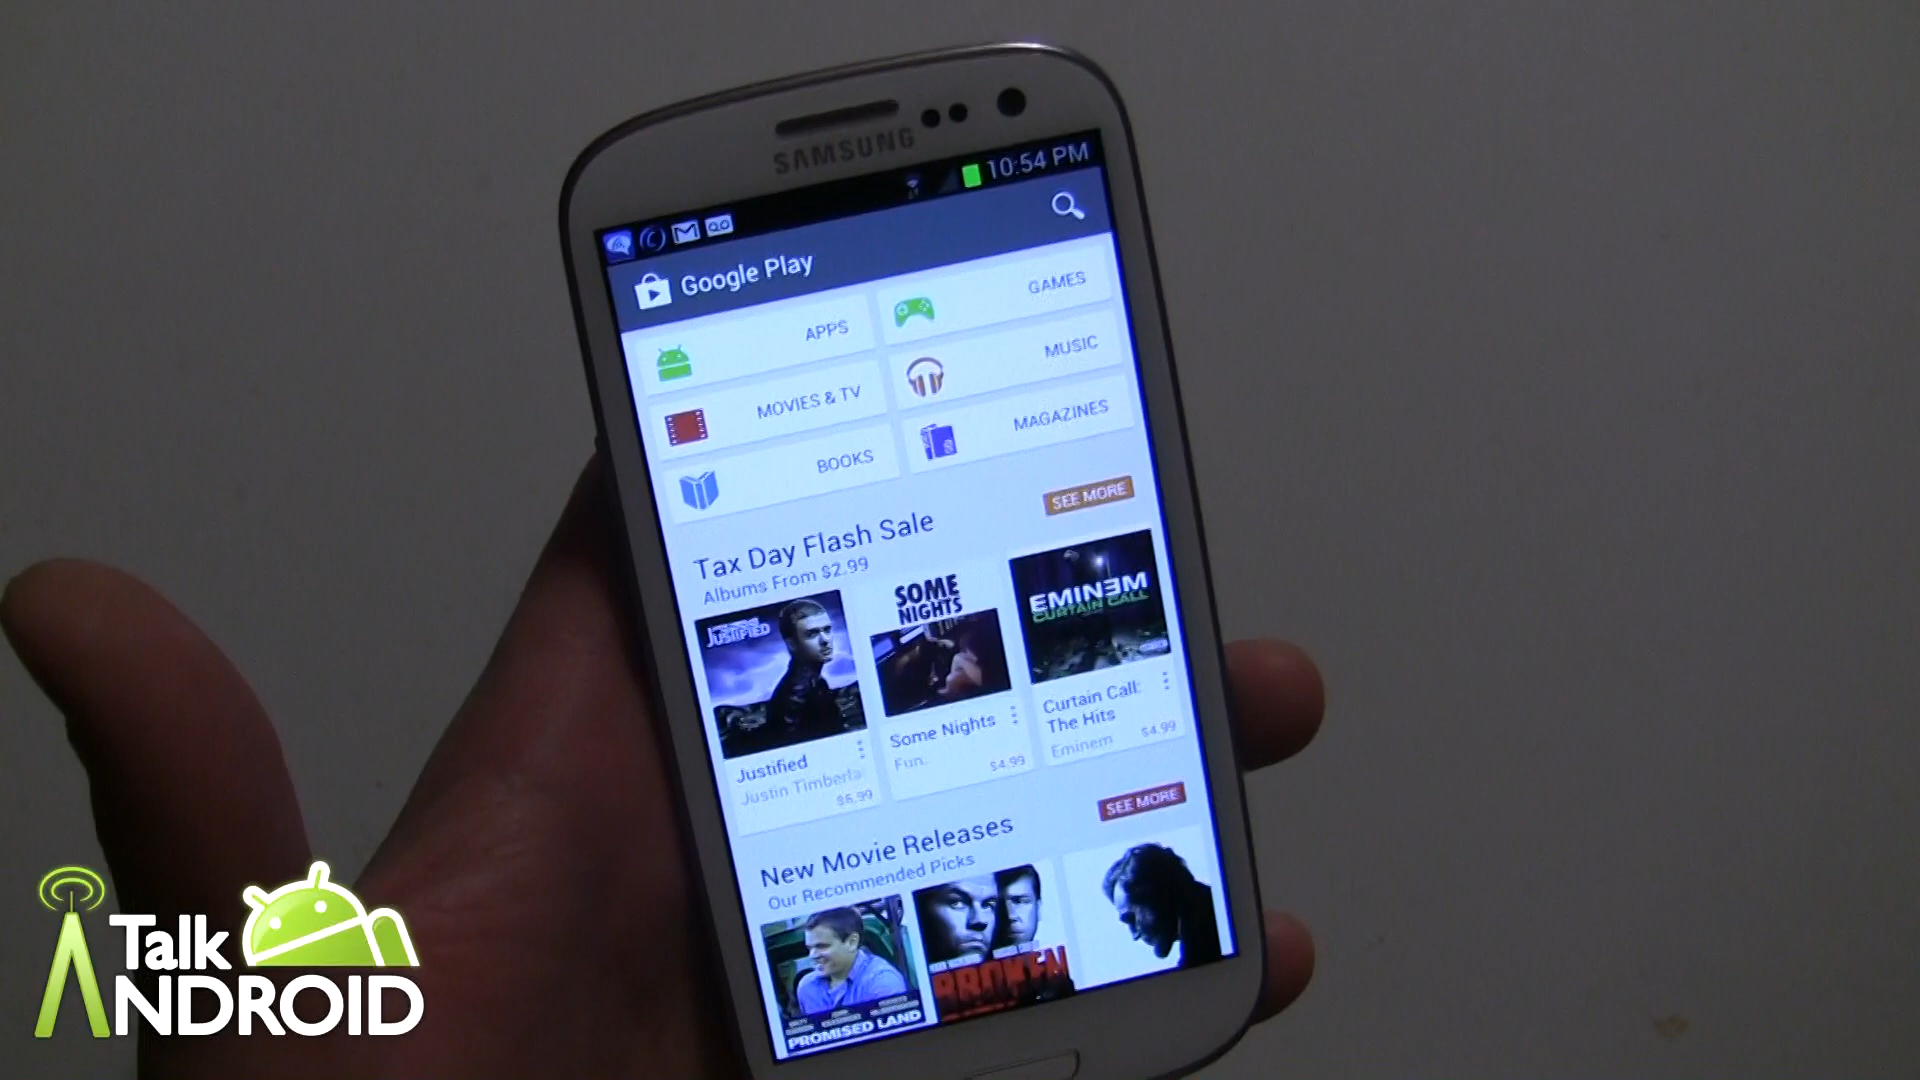 SAMSUNG
10:54 PM
Google Play
APPS
GAMES
MOVIES & TV
MUSIC
BOOKS
MAGAZINES
Tax Day Flash Sale
SEE MORE
Albums From $2.99
JUSTIFIED
SOME
NIGHTS
EMINEM
CURTAIN CALL
Justified
Justin Timberla
$6.99
Some Nights
Fun.
$4.99
Curtain Call:
The Hits
Eminem
$4.99
New Movie Releases
SEE MORE
Our Recommended Picks
PROMISED LAND
BROKEN
Talk
ANDROID